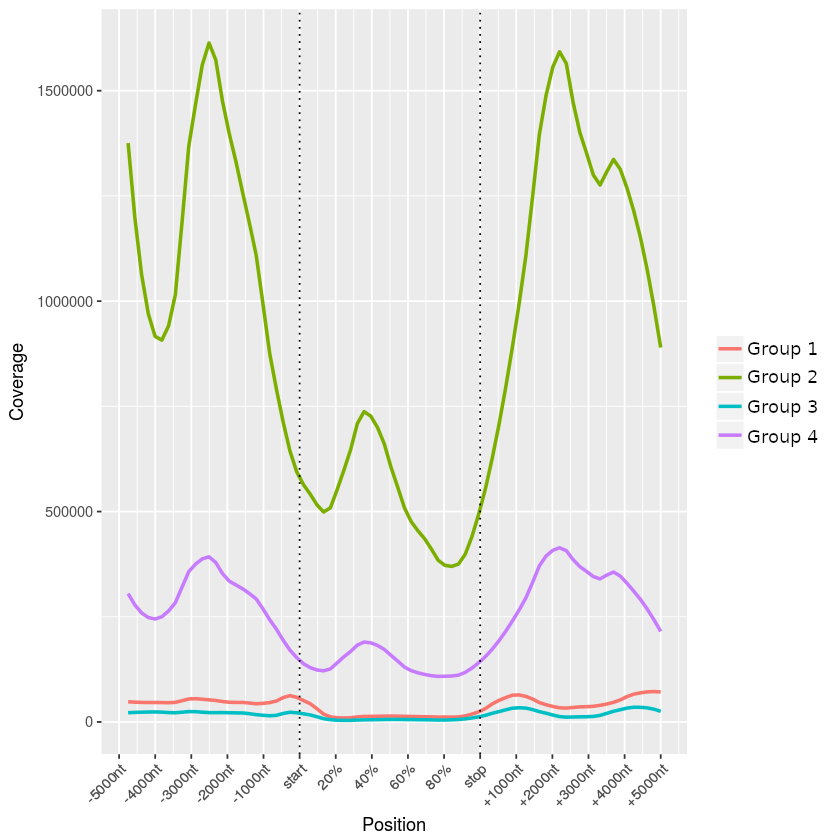 Coverage
1500000
1000000
500000
0
-5000nt
-4000nt
-3000nt
-2000nt
-1000nt
start
20%
40%
60%
80%
stop
+1000nt
+2000nt
+3000nt
+4000nt
+5000nt
Position
Group 1
Group 2
Group 3
Group 4